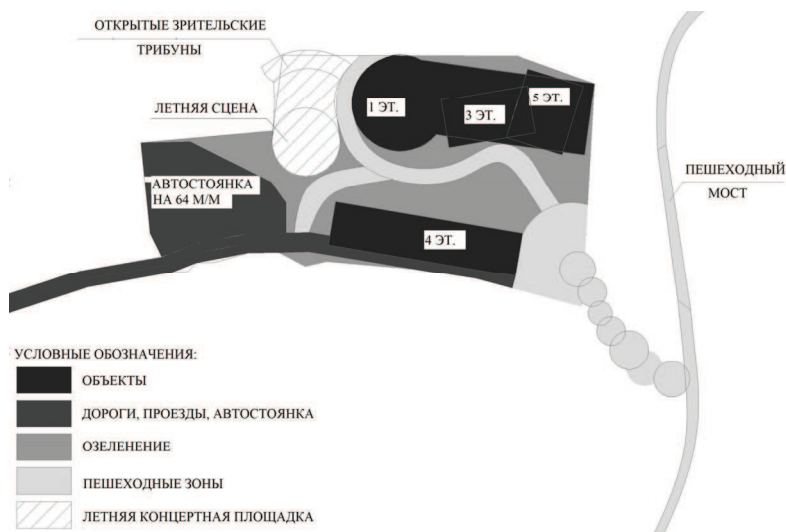 ОТКРЫТЫЕ ЗРИТЕЛЬСКИЕ
ТРИБУНЫ
ЛЕТНЯЯ СЦЕНА
1 ЭТ.
3 ЭТ.
5 ЭТ.
АВТОСТОЯНКА
НА 64 М/М
4 ЭТ.
ПЕШЕХОДНЫЙ
МОСТ
УСЛОВНЫЕ ОБОЗНАЧЕНИЯ:
ОБЪЕКТЫ
ДОРОГИ, ПРОЕЗДЫ, АВТОСТОЯНКА
ОЗЕЛЕНЕНИЕ
ПЕШЕХОДНЫЕ ЗОНЫ
ЛЕТНЯЯ КОНЦЕРТНАЯ ПЛОЩАДКА